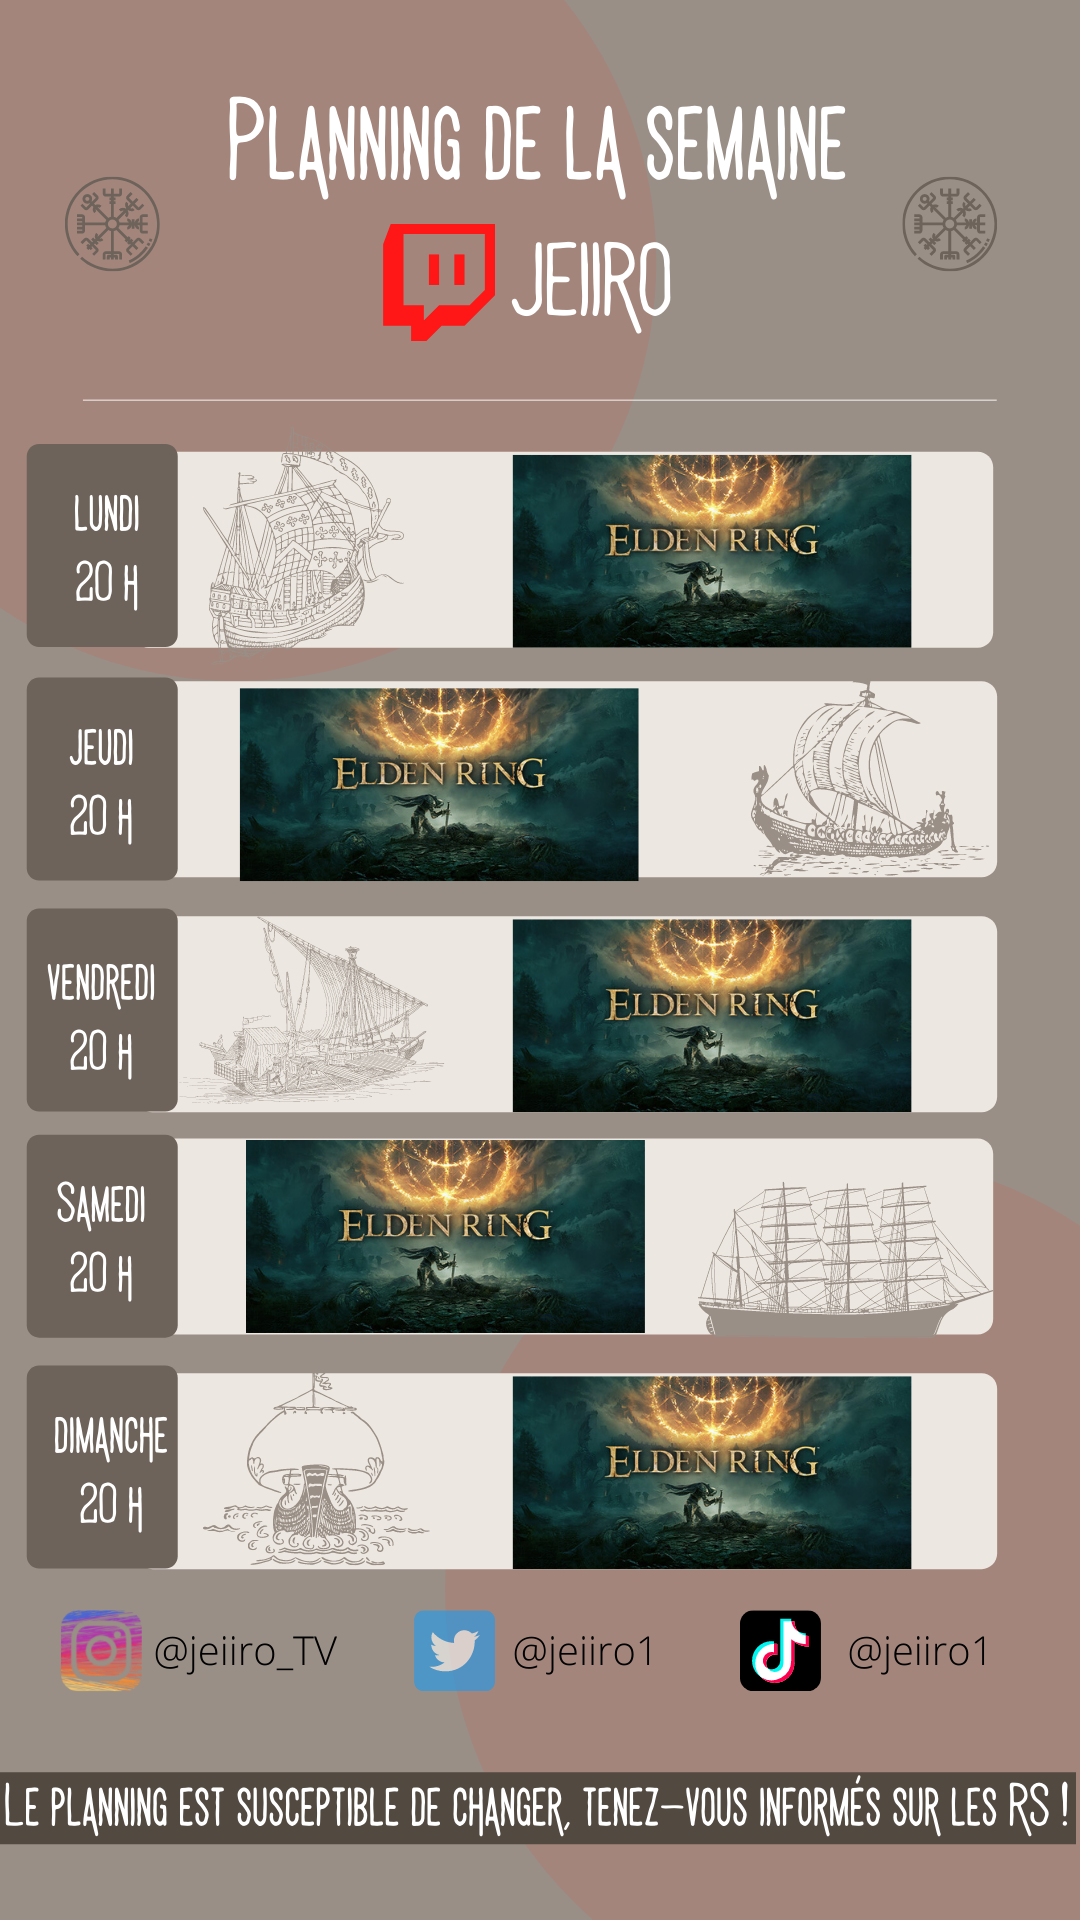 Planning de la semaine
Jeiiro
Lundi
20 h
Elden Ring
Jeudi
20 h
Elden Ring
Vendredi
20 h
Elden Ring
Samedi
20 h
Elden Ring
Dimanche
20 h
Elden Ring
@jeiiro_TV
@jeiiro1
@jeiiro1
Le planning est susceptible de changer, tenez-vous informés sur les RS !